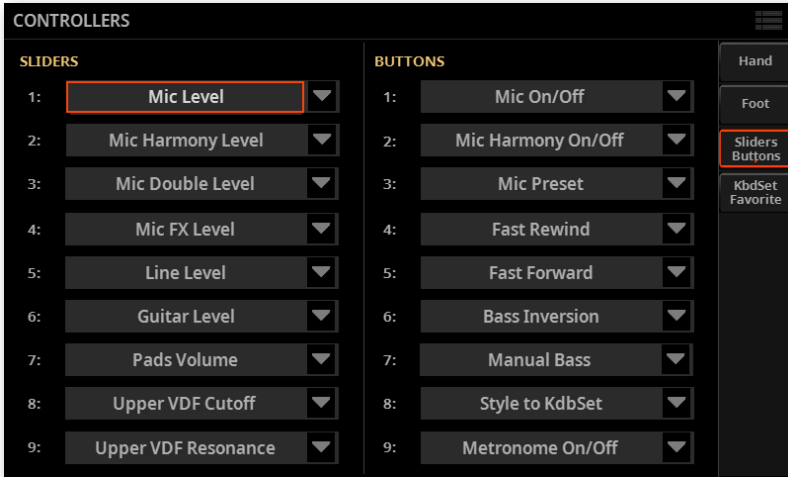 CONTROLLERS
SLIDERS
1: Mic Level
2: Mic Harmony Level
3: Mic Double Level
4: Mic FX Level
5: Line Level
6: Guitar Level
7: Pads Volume
8: Upper VDF Cutoff
9: Upper VDF Resonance
BUTTONS
1: Mic On/Off
2: Mic Harmony On/Off
3: Mic Preset
4: Fast Rewind
5: Fast Forward
6: Bass Inversion
7: Manual Bass
8: Style to KdbSet
9: Metronome On/Off
Hand
Foot
Sliders
Buttons
KbdSet
Favorite